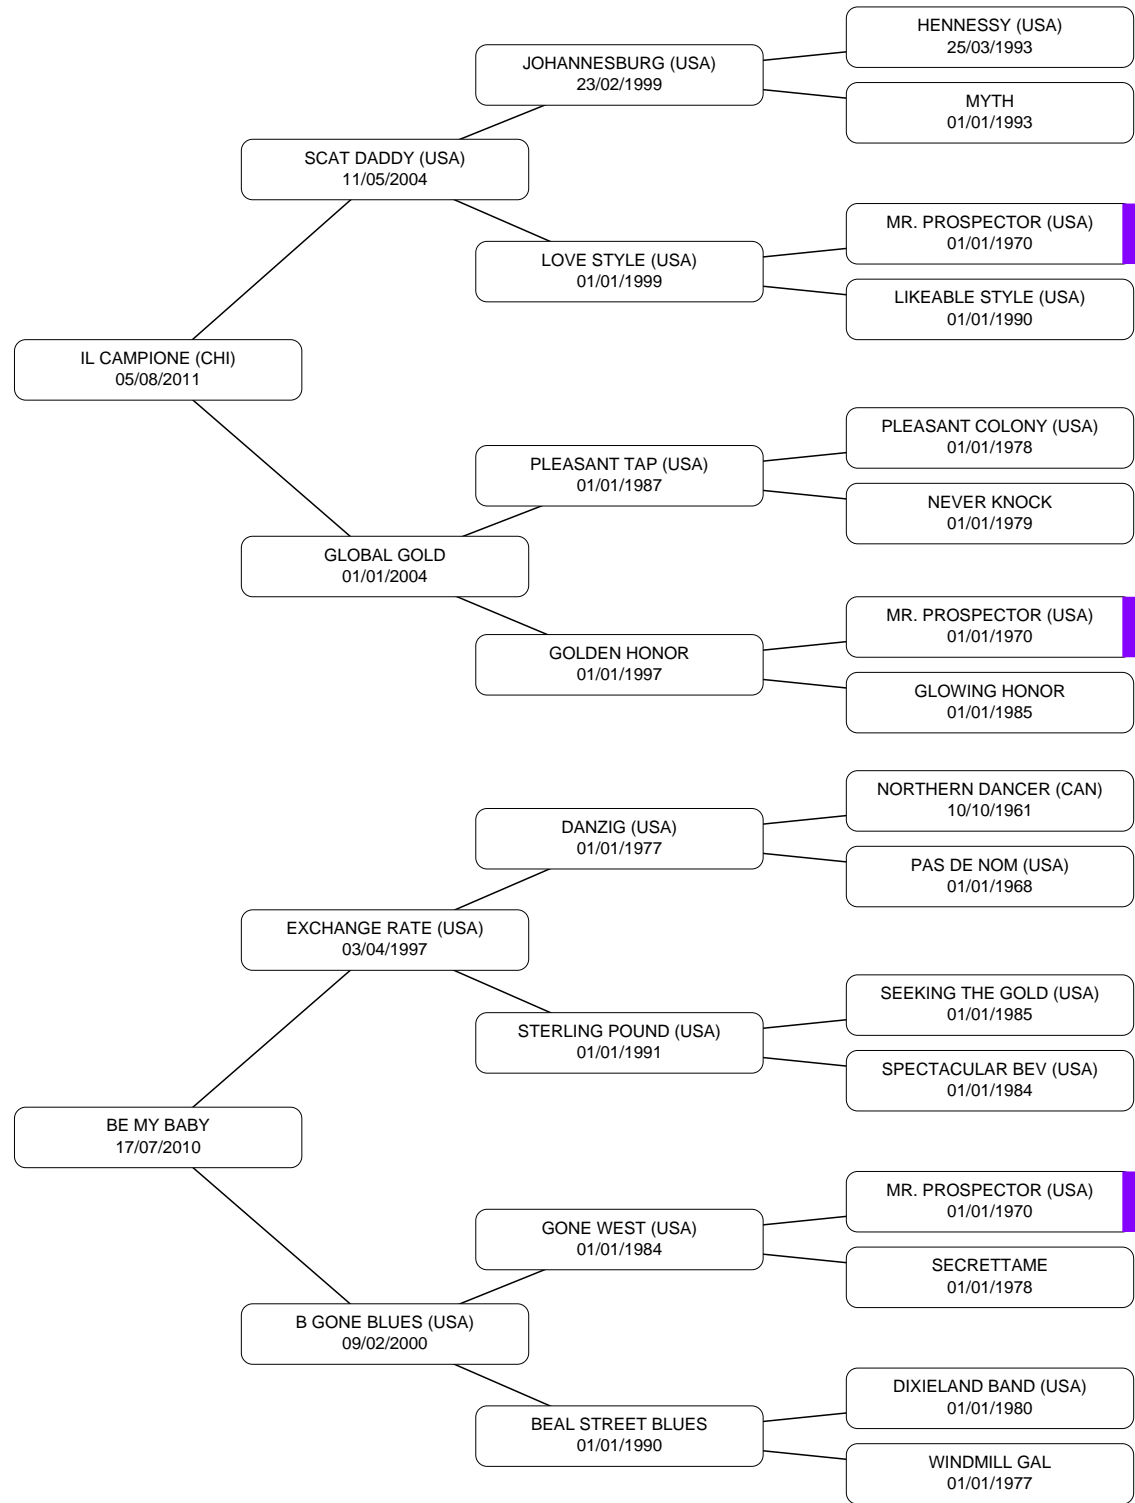 HENNESSY (USA)
25/03/1993
JOHANNESBURG (USA)
23/02/1999
MYTH
01/01/1993
SCAT DADDY (USA)
11/05/2004
MR. PROSPECTOR (USA)
01/01/1970
LOVE STYLE (USA)
01/01/1999
LIKEABLE STYLE (USA)
01/01/1990
IL CAMPIONE (CHI)
05/08/2011
PLEASANT COLONY (USA)
01/01/1978
PLEASANT TAP (USA)
01/01/1987
NEVER KNOCK
01/01/1979
GLOBAL GOLD
01/01/2004
MR. PROSPECTOR (USA)
01/01/1970
GOLDEN HONOR
01/01/1997
GLOWING HONOR
01/01/1985
NORTHERN DANCER (CAN)
10/10/1961
DANZIG (USA)
01/01/1977
PAS DE NOM (USA)
01/01/1968
EXCHANGE RATE (USA)
03/04/1997
SEEKING THE GOLD (USA)
01/01/1985
STERLING POUND (USA)
01/01/1991
SPECTACULAR BEV (USA)
01/01/1984
BE MY BABY
17/07/2010
MR. PROSPECTOR (USA)
01/01/1970
GONE WEST (USA)
01/01/1984
SECRETTAME
01/01/1978
B GONE BLUES (USA)
09/02/2000
DIXIELAND BAND (USA)
01/01/1980
BEAL STREET BLUES
01/01/1990
WINDMILL GAL
01/01/1977